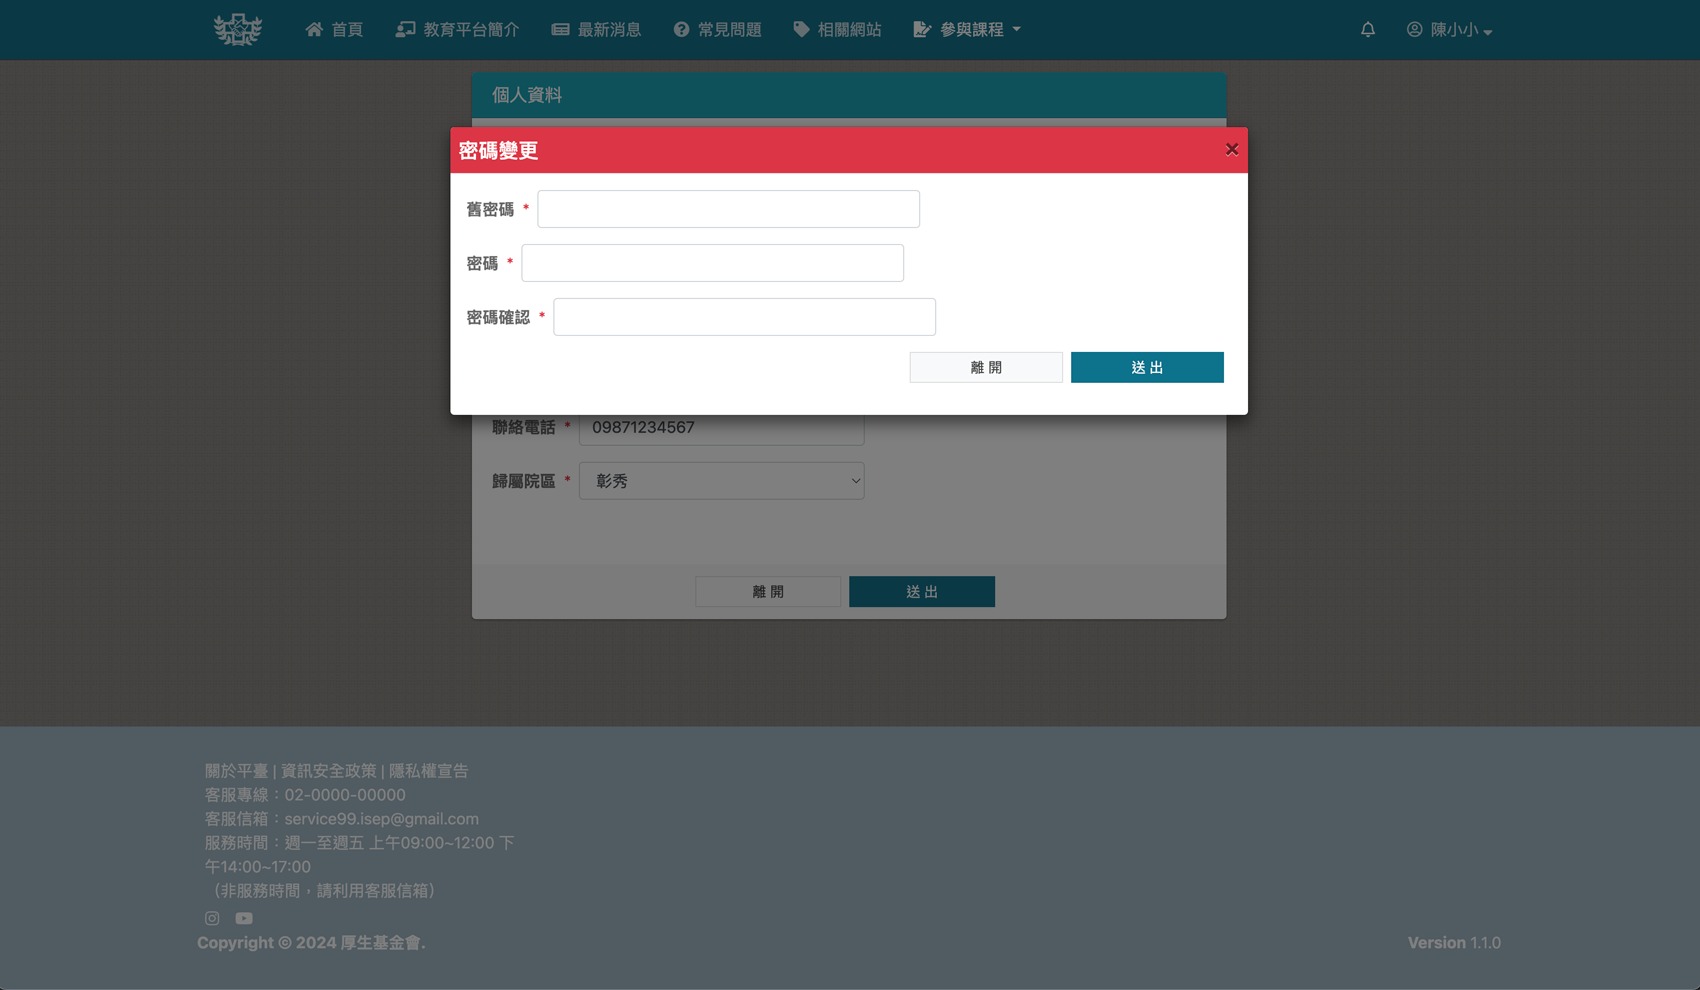 首頁 教育平台簡介 最新消息 常見問題 相關網站 參與課程 陳小小
個人資料
密碼變更 ×
舊密碼 *
密碼 *
密碼確認 *
離開 送出
聯絡電話 * 09871234567
歸屬院區 * 彰秀
離開 送出
關於平臺 | 資訊安全政策 | 隱私權宣告
客服專線：02-0000-00000
客服信箱：service99.isep@gmail.com
服務時間：週一至週五 上午09:00~12:00 下
午14:00~17:00
（非服務時間，請利用客服信箱）
Copyright © 2024 厚生基金會. Version 1.1.0